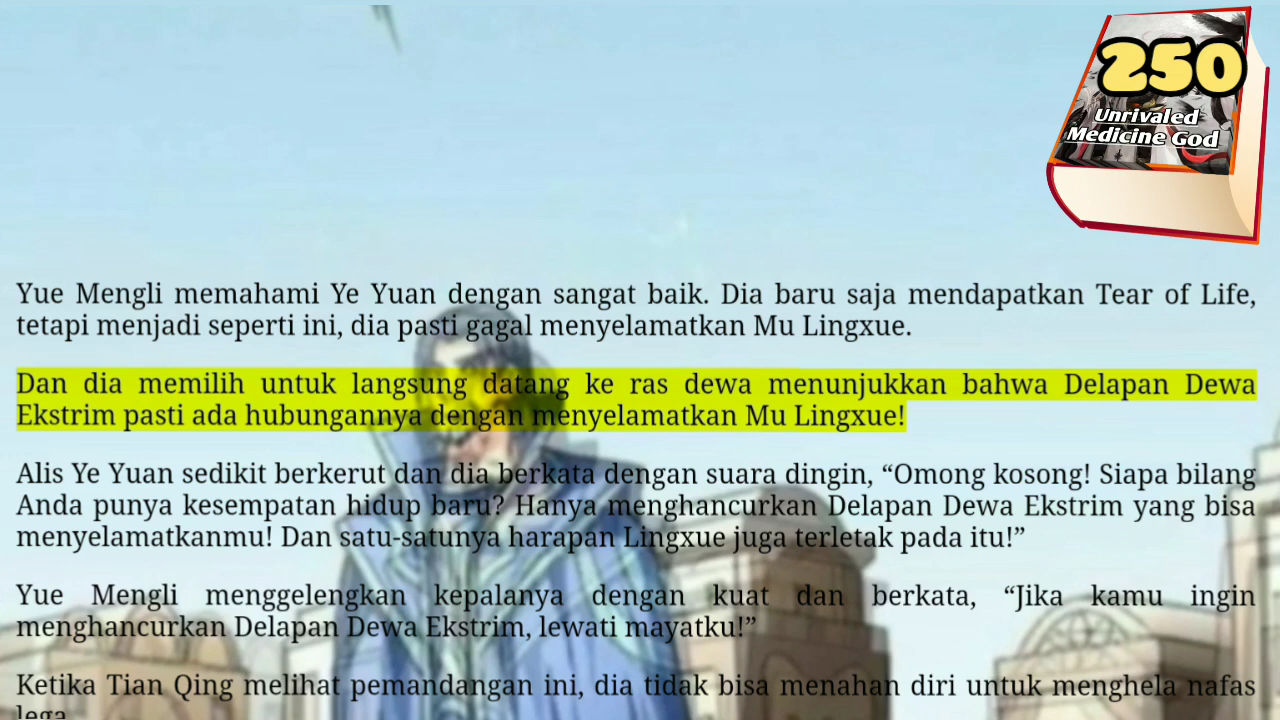 250
Unrivaled
Medicine God
Yue Mengli memahami Ye Yuan dengan sangat baik. Dia baru saja mendapatkan Tear of Life,
tetapi menjadi seperti ini, dia pasti gagal menyelamatkan Mu Lingxue.
Dan dia memilih untuk langsung datang ke ras dewa menunjukkan bahwa Delapan Dewa
Ekstrim pasti ada hubungannya dengan menyelamatkan Mu Lingxue!
Alis Ye Yuan sedikit berkerut dan dia berkata dengan suara dingin, “Omong kosong! Siapa bilang
Anda punya kesempatan hidup baru? Hanya menghancurkan Delapan Dewa Ekstrim yang bisa
menyelamatkanmu! Dan satu-satunya harapan Lingxue juga terletak pada itu!”
Yue Mengli menggelengkan kepalanya dengan kuat dan berkata, “Jika kamu ingin
menghancurkan Delapan Dewa Ekstrim, lewati mayatku!”
Ketika Tian Qing melihat pemandangan ini, dia tidak bisa menahan diri untuk menghela nafas
lega